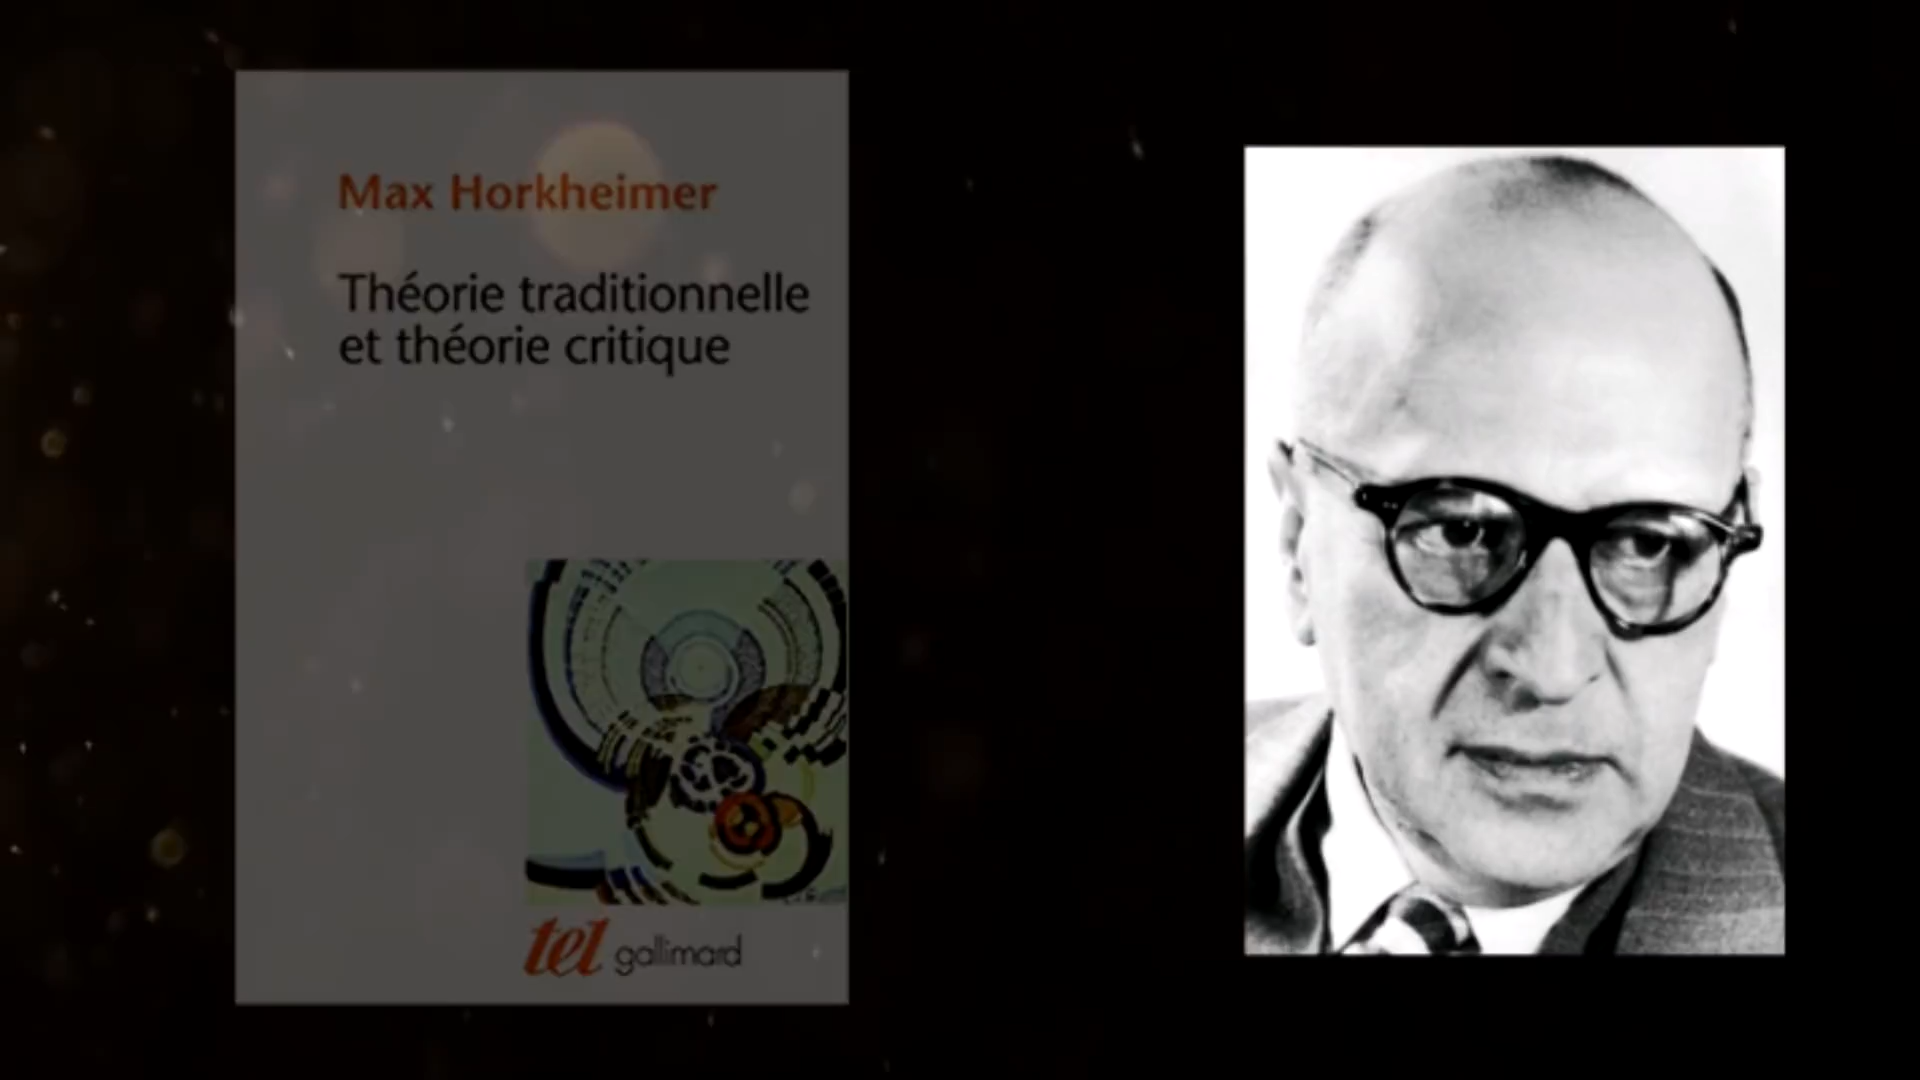 Max Horkheimer
Théorie traditionnelle
et théorie critique
tel gallimard